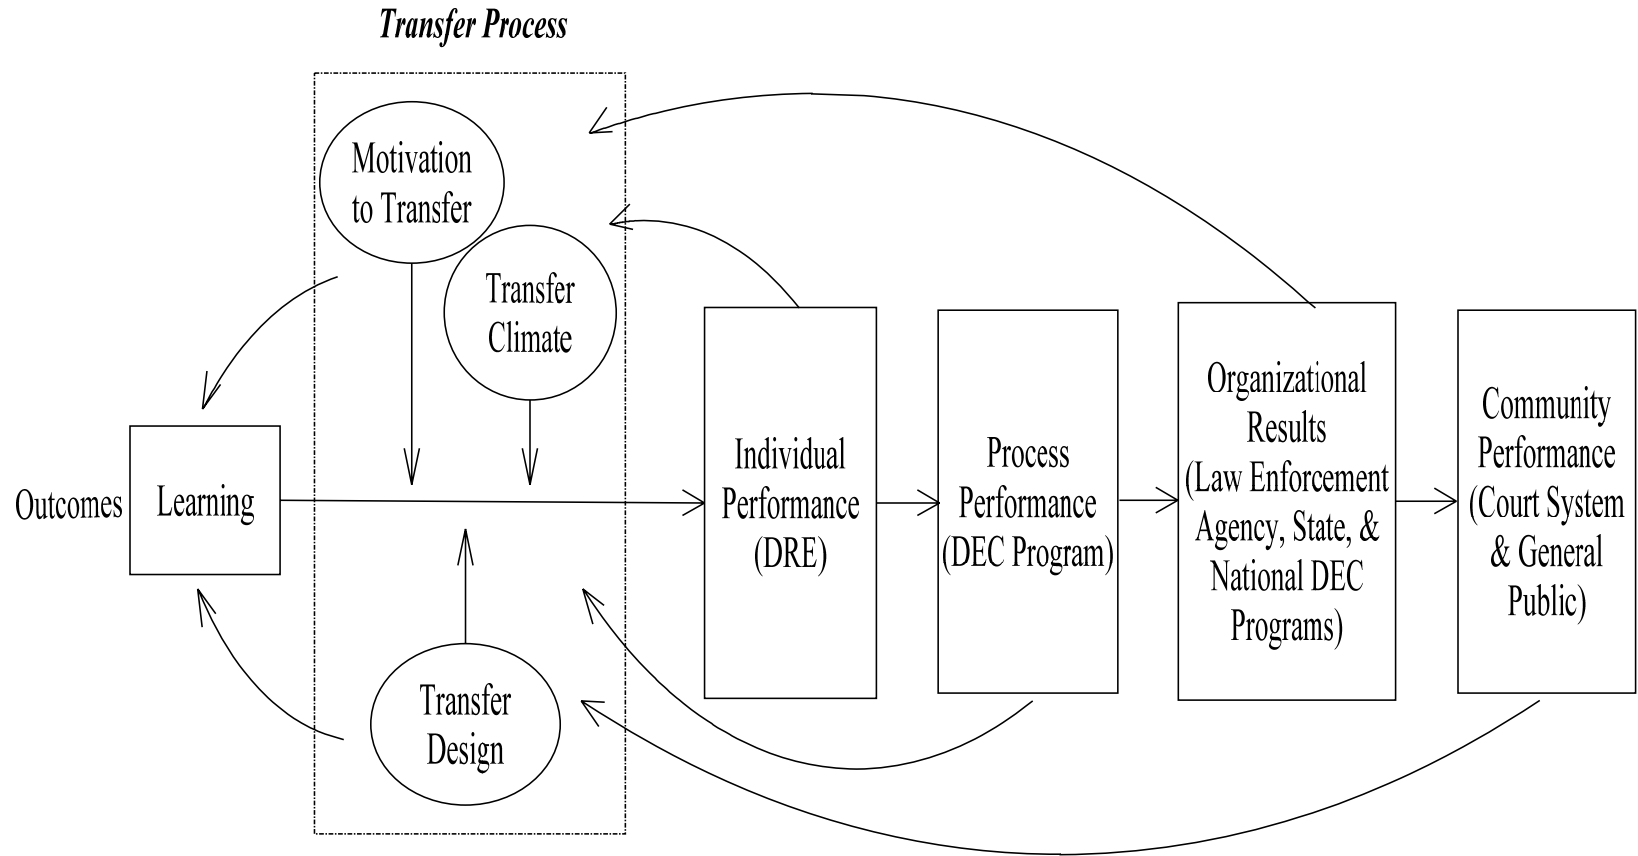 Transfer Process
Motivation
to Transfer
Transfer
Climate
Outcomes
Learning
Transfer
Design
Individual
Performance
(DRE)
Process
Performance
(DEC Program)
Organizational
Results
(Law Enforcement
Agency, State, &
National DEC
Programs)
Community
Performance
(Court System
& General
Public)